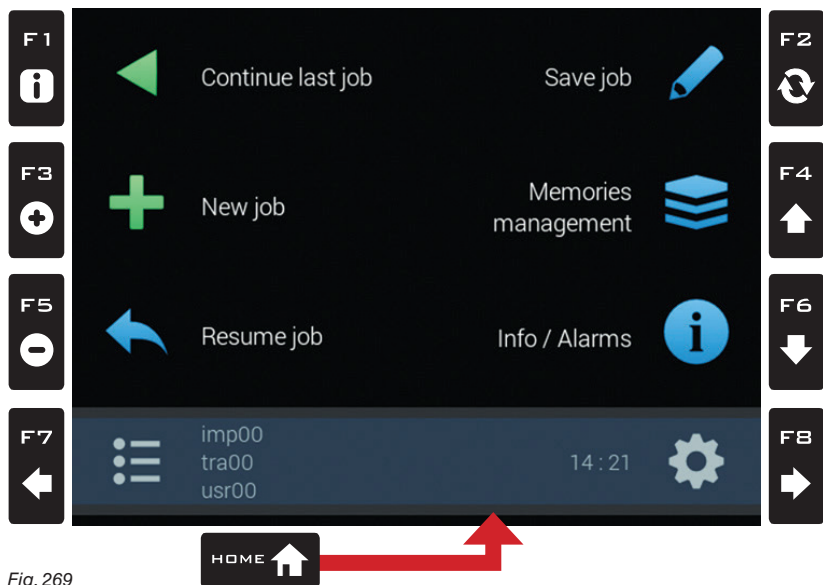 F1
Continue last job
Save job
F2
F3
New job
Memories
management
F4
F5
Resume job
Info / Alarms
F6
F7
imp00
tra00
usr00
14 : 21
F8
HOME
Fig. 269